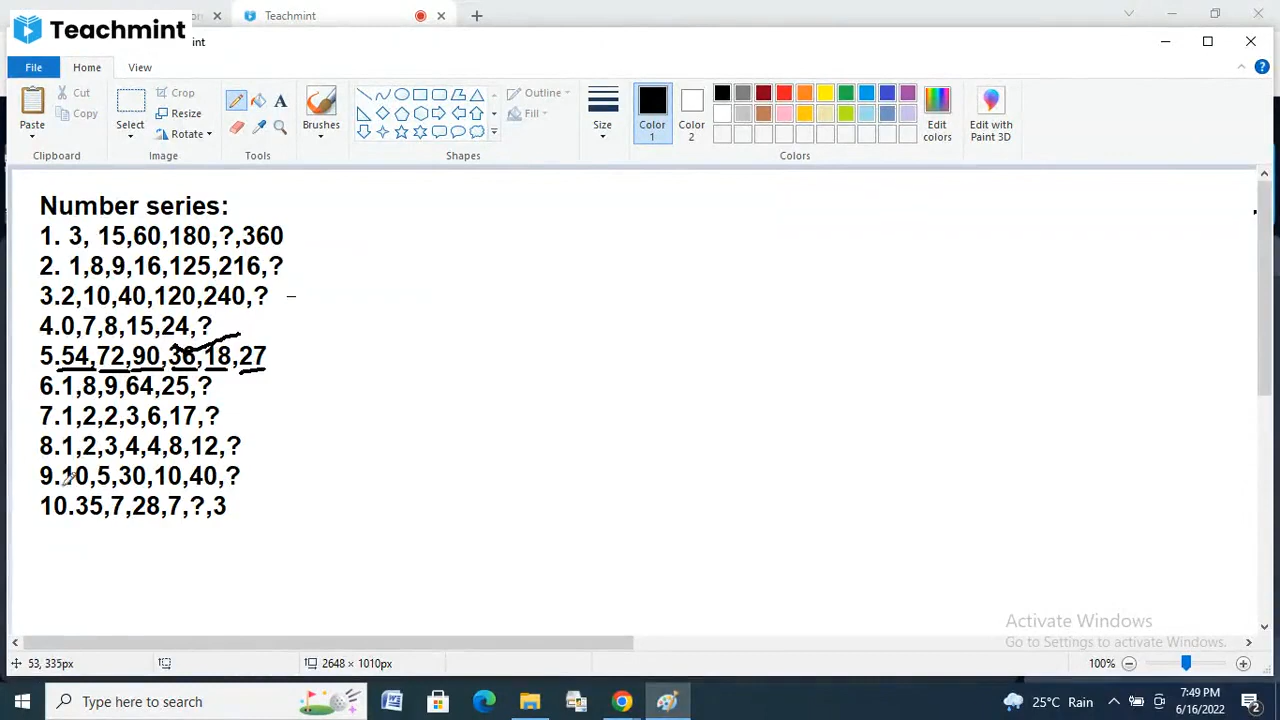 Teachmint
Teachmint
nt
File
Home
View
Paste
Cut
Copy
Clipboard
Select
Crop
Resize
Rotate
Image
Tools
Brushes
Shapes
Outline
Fill
Size
Color
1
Color
2
Edit
colors
Edit with
Paint 3D
Colors
Number series:
1. 3, 15,60,180,?,360
2. 1,8,9,16,125,216,?
3.2,10,40,120,240,?
4.0,7,8,15,24,?
5.54,72,90,36,18,27
6.1,8,9,64,25,?
7.1,2,2,3,6,17,?
8.1,2,3,4,4,8,12,?
9.10,5,30,10,40,?
10.35,7,28,7,?,3
Activate Windows
Go to Settings to activate Windows.
53, 335px
2648 × 1010px
100%
Type here to search
25°C Rain
7:49 PM
6/16/2022
2